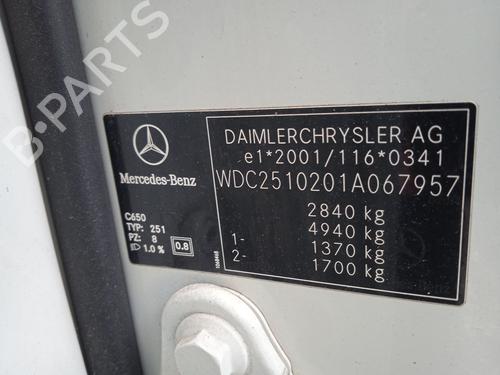 B-PARTS
Mercedes-Benz
C650
TYP: 251
PZ: 8
1.0 %
0.8
DAIMLERCHRYSLER AG
e1*2001/116*0341
WDC2510201A067957
2840 kg
4940 kg
1- 1370 kg
2- 1700 kg